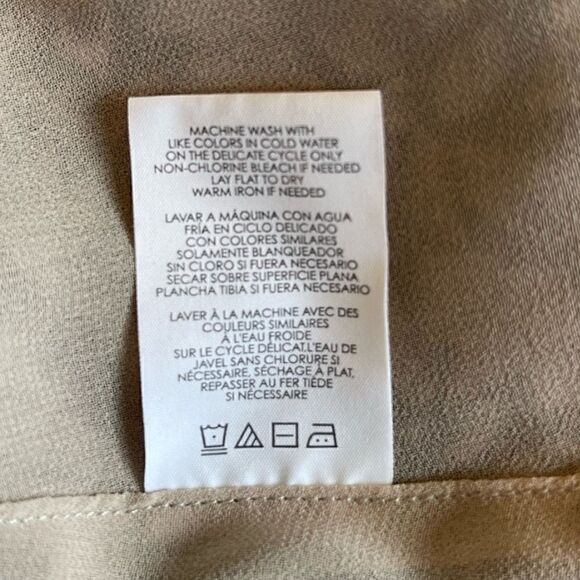 MACHINE WASH WITH
LIKE COLORS IN COLD WATER
ON THE DELICATE CYCLE ONLY
NON-CHLORINE BLEACH IF NEEDED
LAY FLAT TO DRY
WARM IRON IF NEEDED
LAVAR A MÁQUINA CON AGUA
FRÍA EN CICLO DELICADO
CON COLORES SIMILARES
SOLAMENTE BLANQUEADOR
SIN CLORO SI FUERA NECESARIO
SECAR SOBRE SUPERFICIE PLANA
PLANCHA TIBIA SI FUERA NECESARIO
LAVER À LA MACHINE AVEC DES
COULEURS SIMILAIRES
À L'EAU FROIDE
SUR LE CYCLE DÉLICAT,L'EAU DE
JAVEL SANS CHLORURE SI
NÉCESSAIRE, SÉCHAGE À PLAT,
REPASSER AU FER TIÈDE
SI NÉCESSAIRE